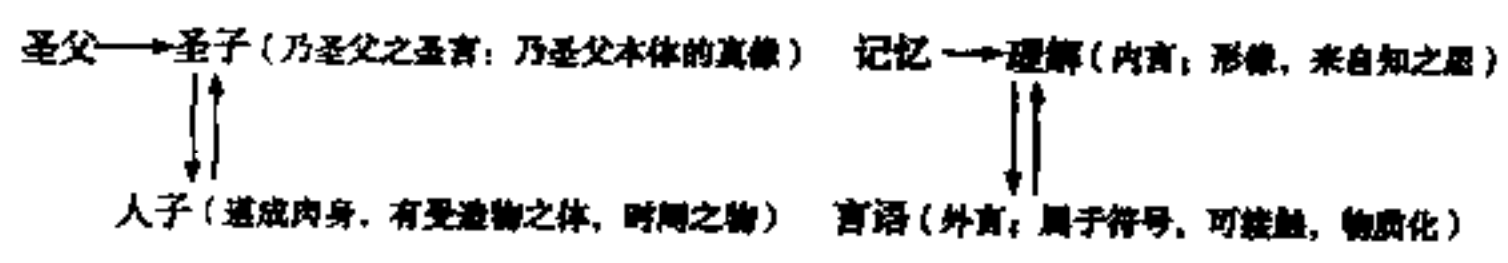 圣父 圣子(乃圣父之圣言;乃圣父本体的真像) 记忆 理解(内言;形像,来自知之思)
人子(道成肉身,有受造物之体,时间之物) 言语(外言;属于符号,可接触,物质化)